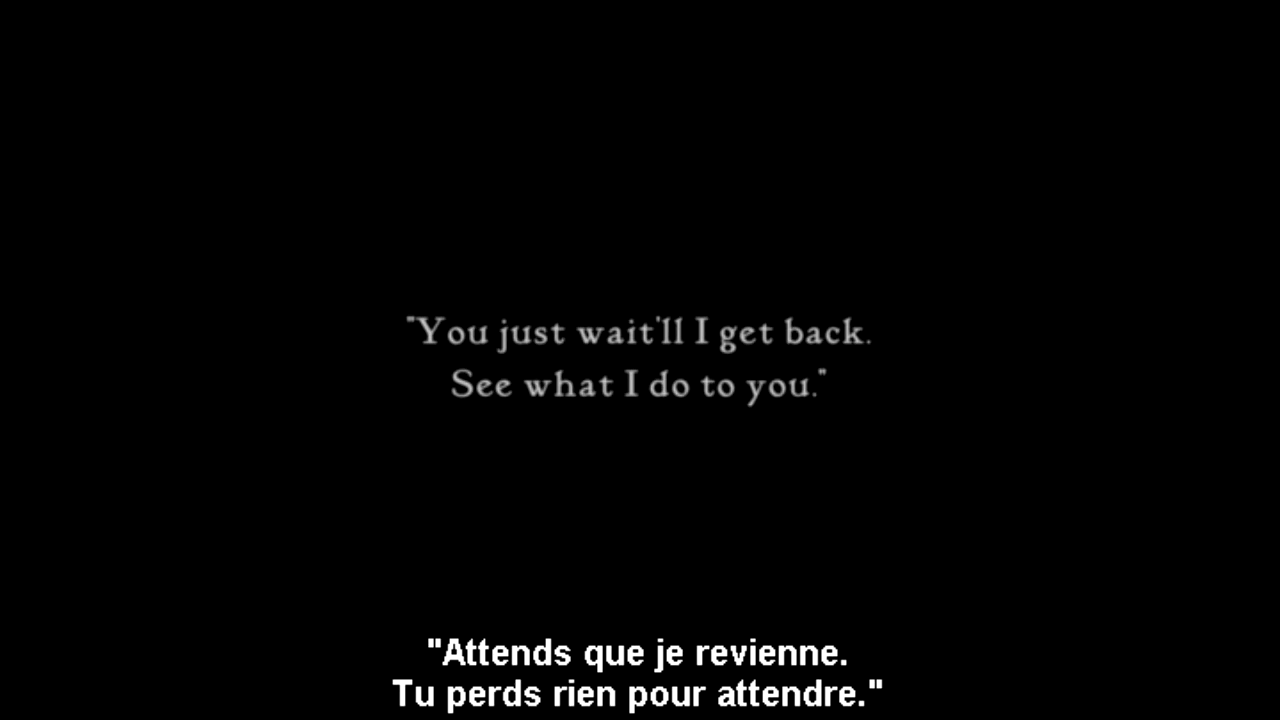 "You just wait'll I get back.
See what I do to you."
"Attends que je revienne.
Tu perds rien pour attendre."